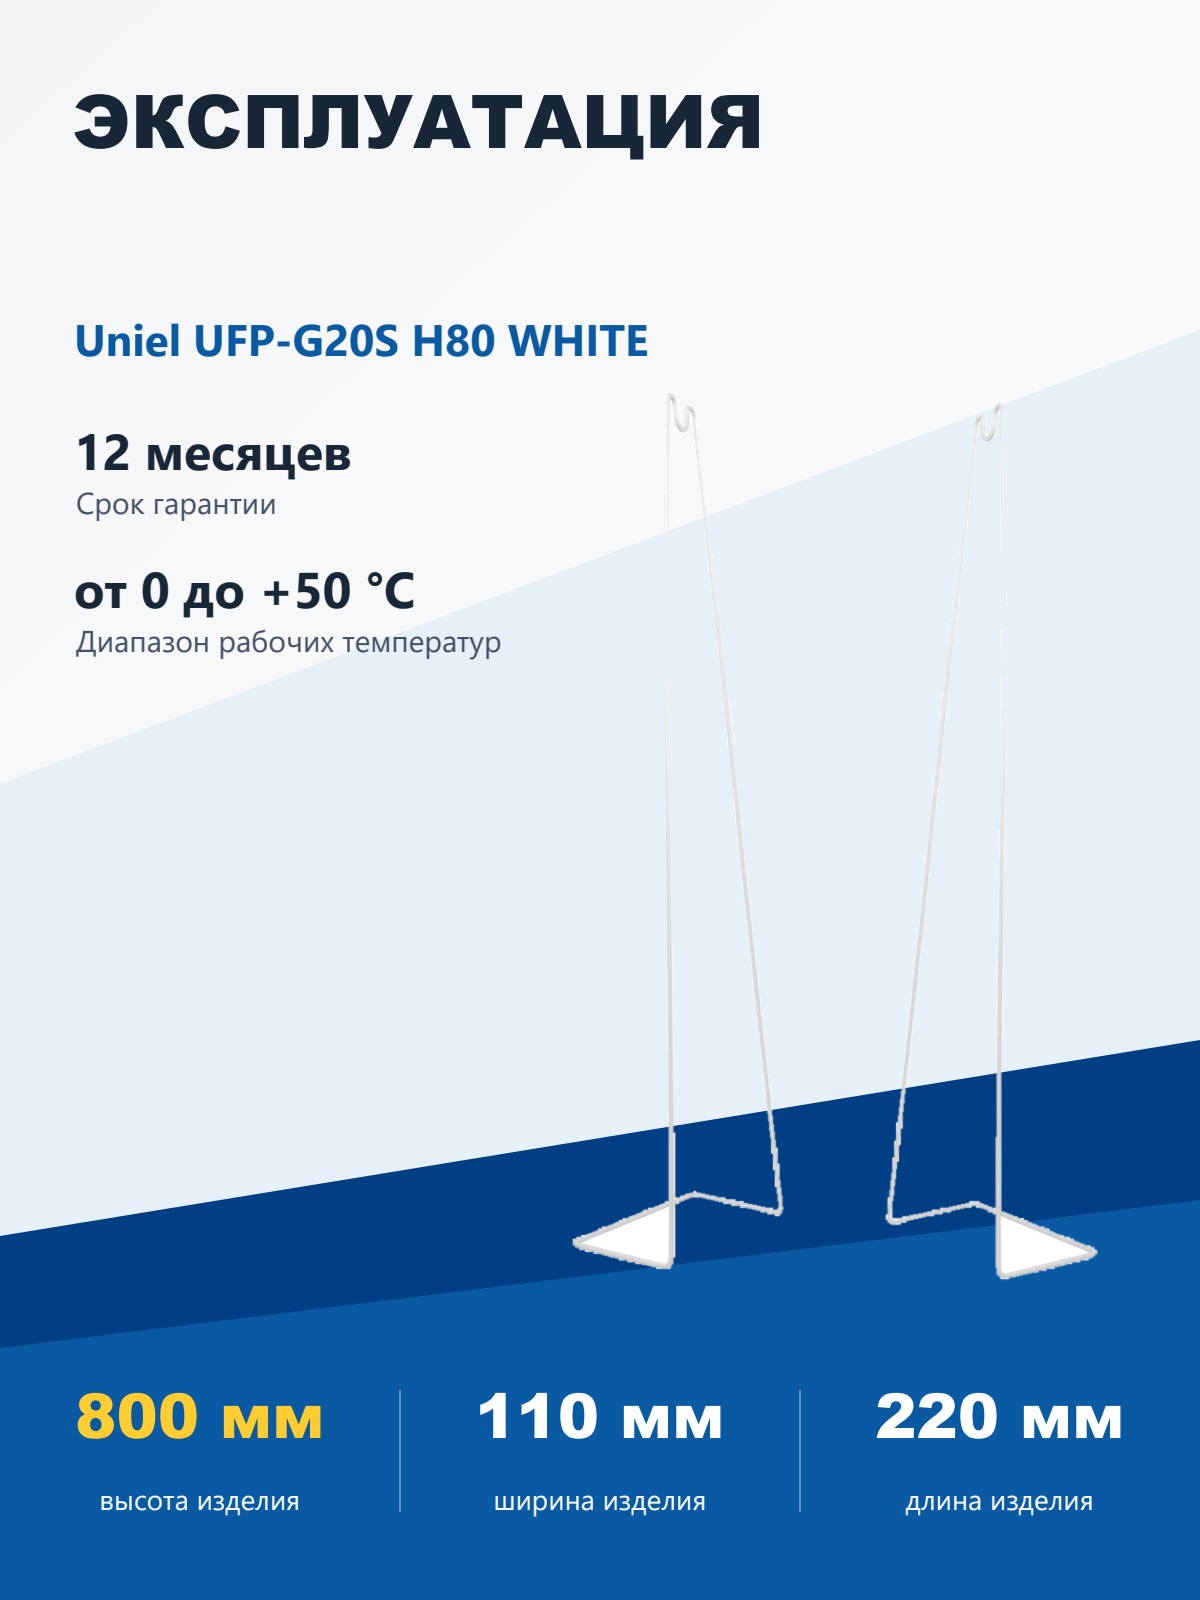 ЭКСПЛУАТАЦИЯ
Uniel UFP-G20S H80 WHITE
12 месяцев
Срок гарантии
от 0 до +50 °C
Диапазон рабочих температур
800 мм
высота изделия
110 мм
ширина изделия
220 мм
длина изделия